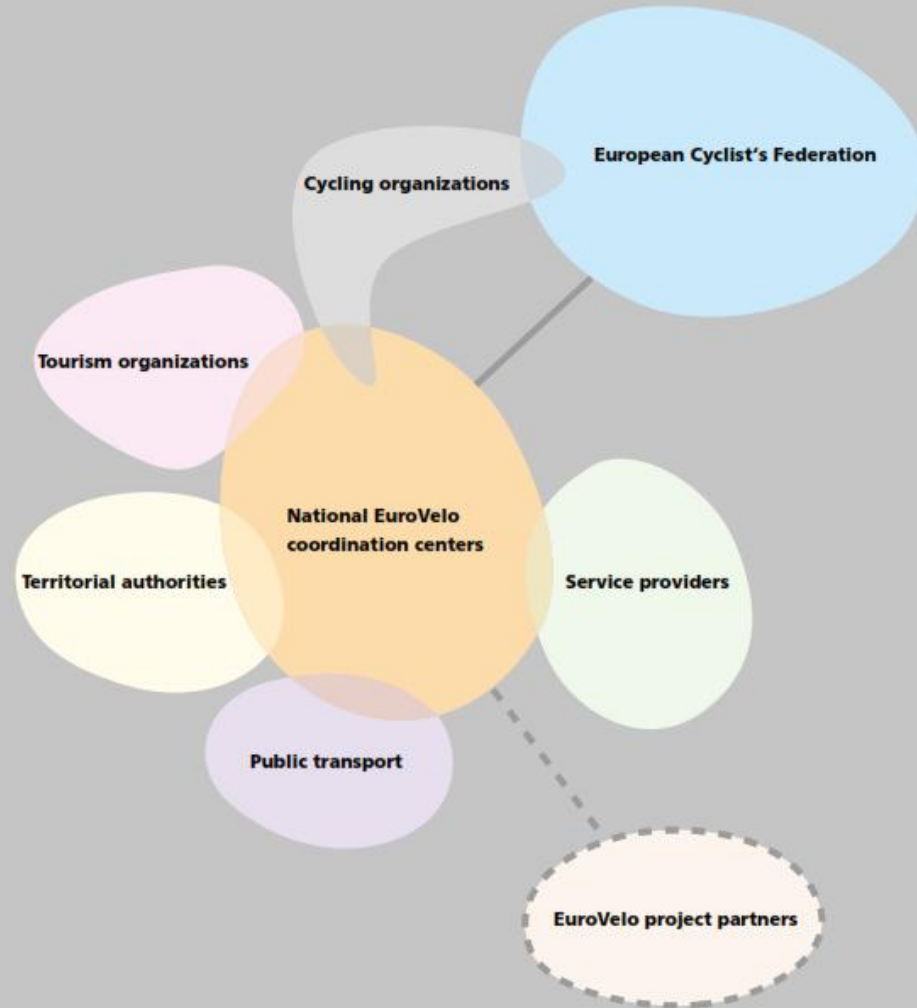 European Cyclist's Federation
Cycling organizations
Tourism organizations
National EuroVelo
coordination centers
Territorial authorities
Service providers
Public transport
EuroVelo project partners